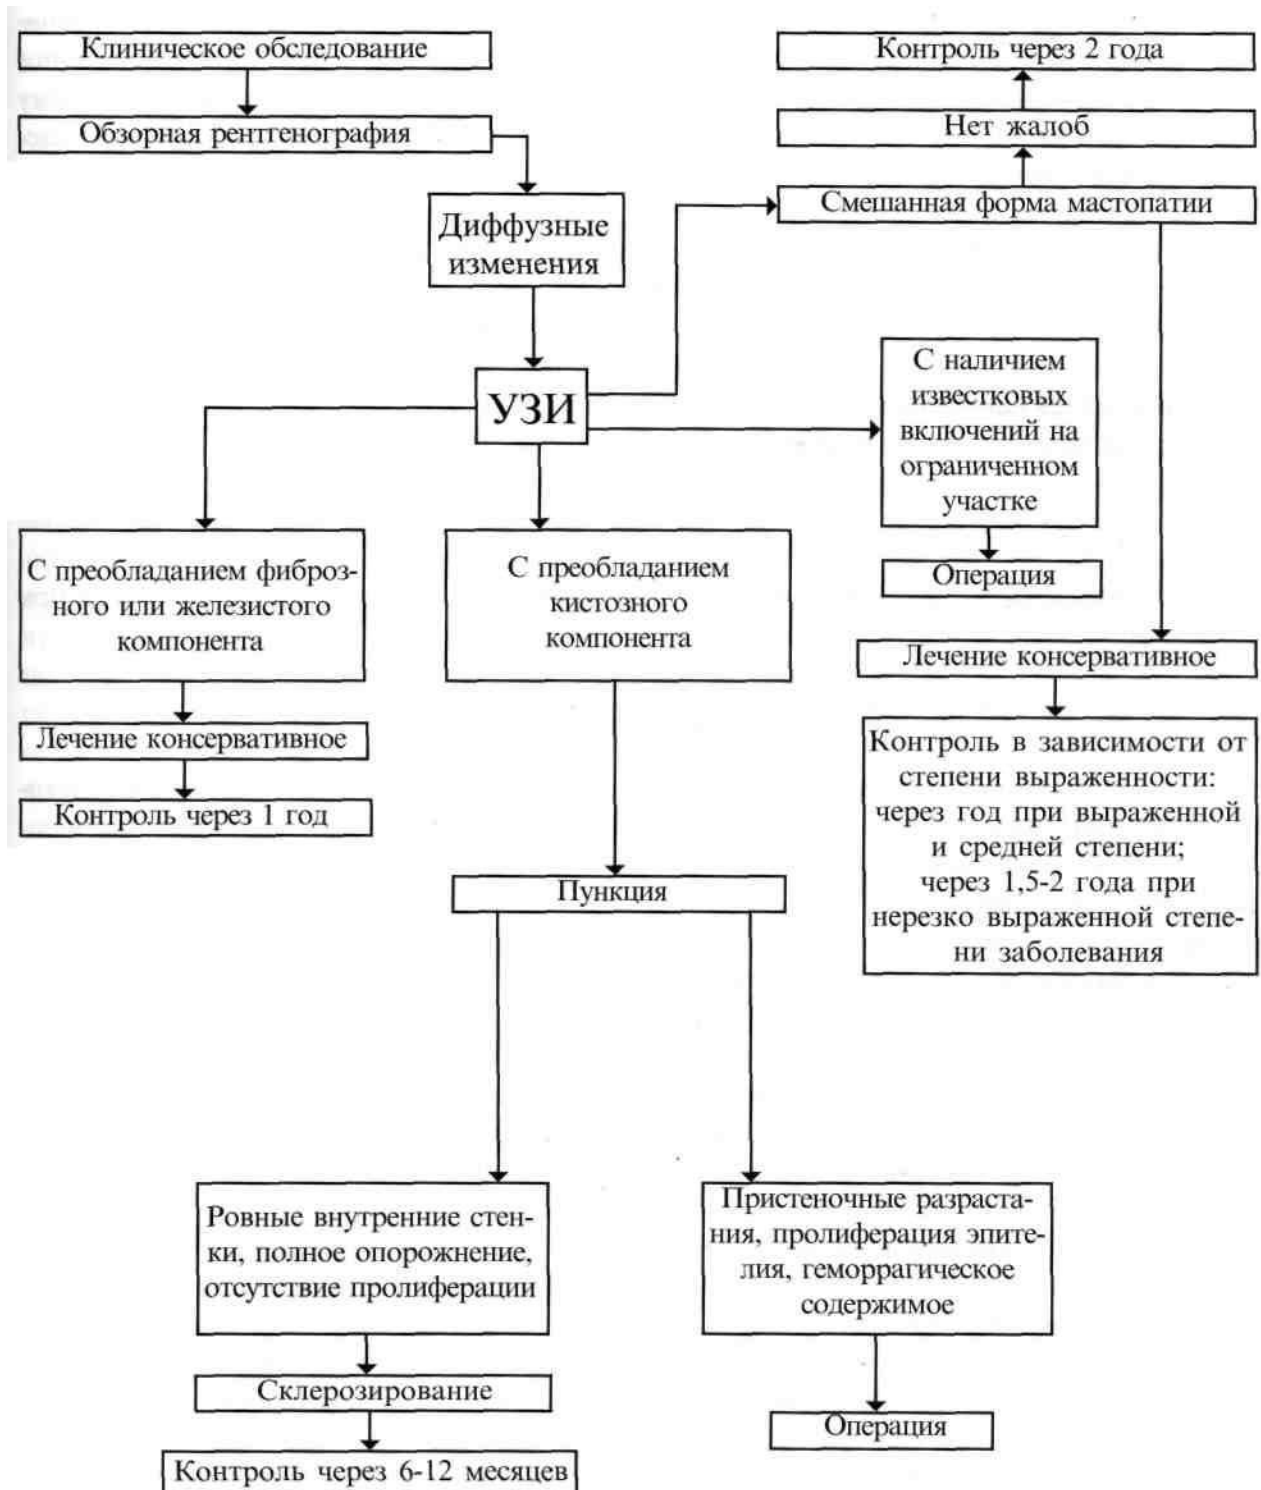 Клиническое обследование
Контроль через 2 года
Обзорная рентгенография
Нет жалоб
Смешанная форма мастопатии
Диффузные
изменения
УЗИ
С наличием
известковых
включений на
ограниченном
участке
Операция
С преобладанием фиброз-
ного или железистого
компонента
С преобладанием
кистозного
компонента
Лечение консервативное
Лечение консервативное
Контроль через 1 год
Контроль в зависимости от
степени выраженности:
через год при выраженной
и средней степени;
через 1,5-2 года при
нерезко выраженной степе-
ни заболевания
Пункция
Ровные внутренние стен-
ки, полное опорожнение,
отсутствие пролиферации
Пристеночные разраста-
ния, пролиферация эпите-
лия, геморрагическое
содержимое
Склерозирование
Операция
Контроль через 6-12 месяцев